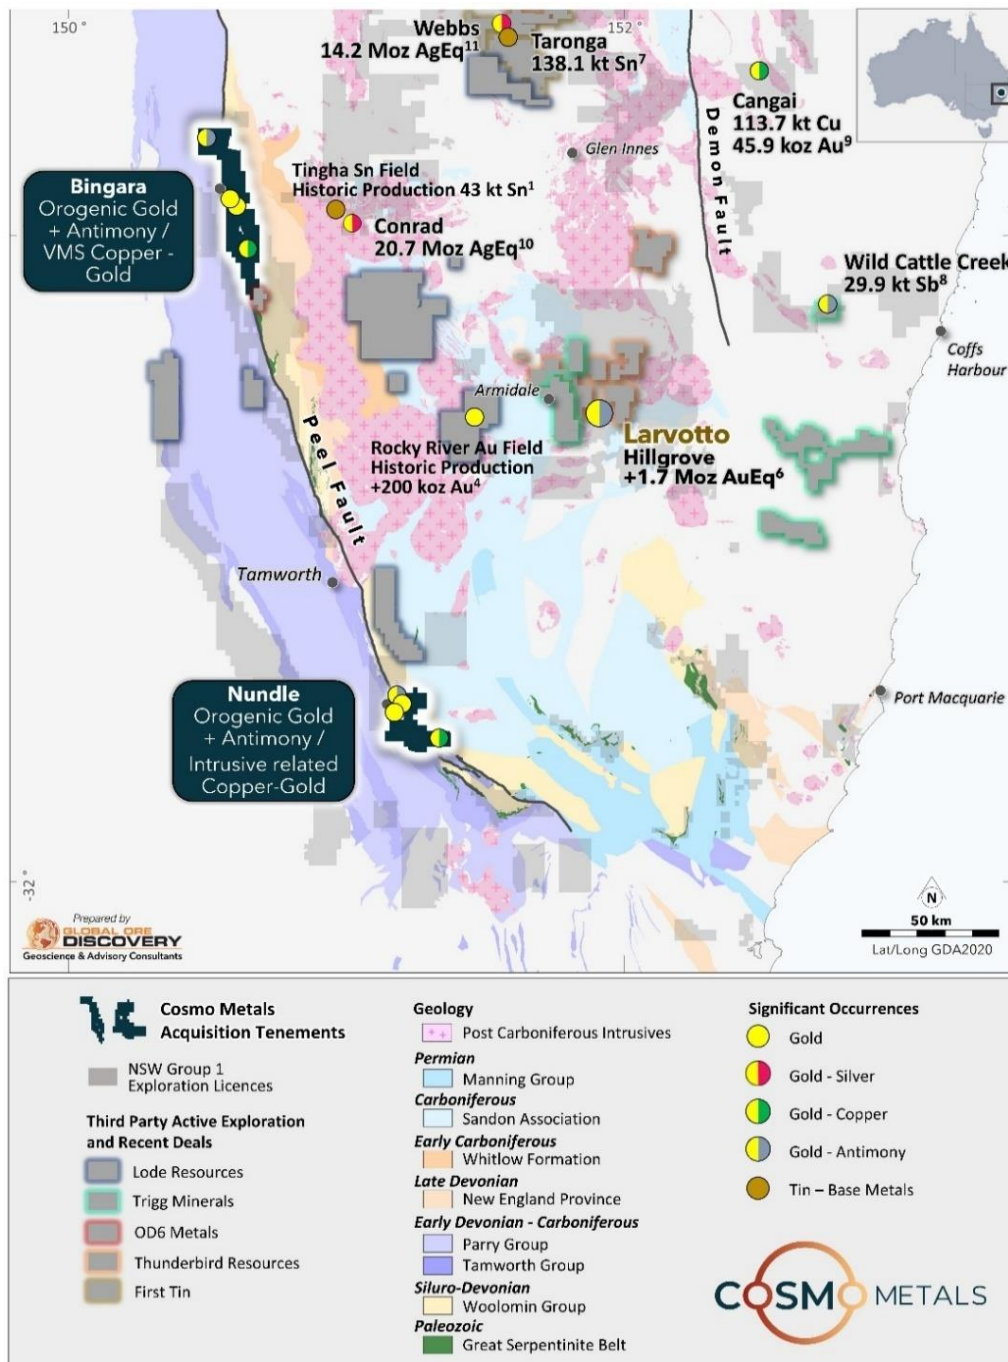 150°
152°
Webbs
14.2 Moz AgEq11
Taronga
138.1 kt Sn7
Cangai
113.7 kt Cu
45.9 koz Au9
Demon Fault
Glen Innes
Bingara
Orogenic Gold
+ Antimony /
VMS Copper -
Gold
Tingha Sn Field
Historic Production 43 kt Sn1
Conrad
20.7 Moz AgEq10
Wild Cattle Creek
29.9 kt Sb8
Coffs
Harbour
Armidale
Peel Fault
Rocky River Au Field
Historic Production
+200 koz Au4
Larvotto
Hillgrove
+1.7 Moz AuEq6
Tamworth
Nundle
Orogenic Gold
+ Antimony /
Intrusive related
Copper-Gold
Port Macquarie
-32°
Prepared by
GLOBAL ORE
DISCOVERY
Geoscience & Advisory Consultants
N
50 km
Lat/Long GDA2020
Cosmo Metals
Acquisition Tenements
NSW Group 1
Exploration Licences
Third Party Active Exploration
and Recent Deals
Lode Resources
Trigg Minerals
OD6 Metals
Thunderbird Resources
First Tin
Geology
Post Carboniferous Intrusives
Permian
Manning Group
Carboniferous
Sandon Association
Early Carboniferous
Whitlow Formation
Late Devonian
New England Province
Early Devonian - Carboniferous
Parry Group
Tamworth Group
Siluro-Devonian
Woolomin Group
Paleozoic
Great Serpentinite Belt
Significant Occurrences
Gold
Gold - Silver
Gold - Copper
Gold - Antimony
Tin – Base Metals
COSMO METALS